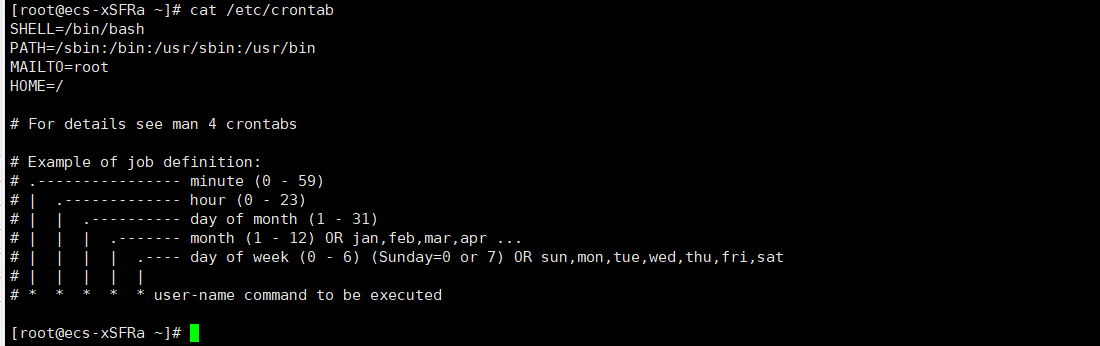 [root@ecs-xSFRa ~]# cat /etc/crontab
SHELL=/bin/bash
PATH=/sbin:/bin:/usr/sbin:/usr/bin
MAILTO=root
HOME=/

# For details see man 4 crontabs

# Example of job definition:
# .---------------- minute (0 - 59)
# |  .------------- hour (0 - 23)
# |  |  .---------- day of month (1 - 31)
# |  |  |  .------- month (1 - 12) OR jan,feb,mar,apr ...
# |  |  |  |  .---- day of week (0 - 6) (Sunday=0 or 7) OR sun,mon,tue,wed,thu,fri,sat
# |  |  |  |  |
# *  *  *  *  * user-name command to be executed

[root@ecs-xSFRa ~]#